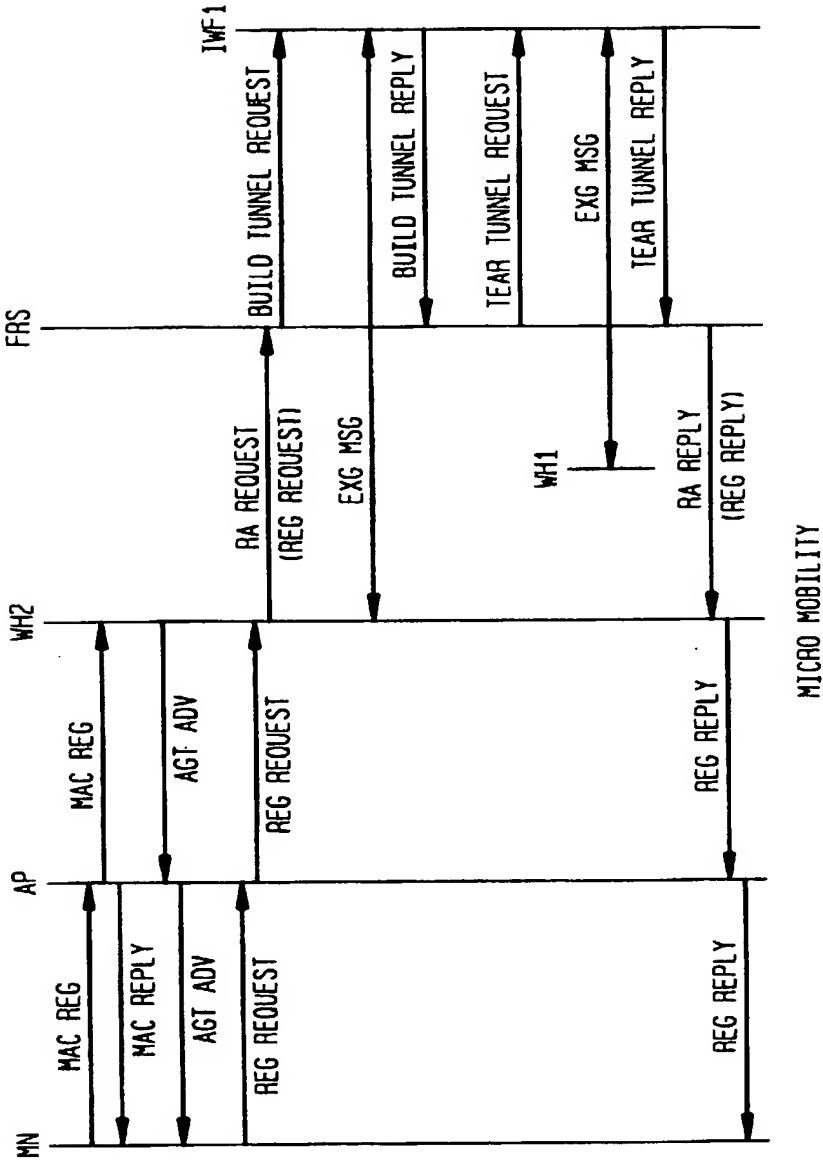 MN
AP
WH2
FRS
IWF1
MAC REG
MAC REG
MAC REPLY
AGT ADV
AGT ADV
REG REQUEST
REG REQUEST
RA REQUEST
(REG REQUEST)
BUILD TUNNEL REQUEST
EXG MSG
BUILD TUNNEL REPLY
TEAR TUNNEL REQUEST
WH1
EXG MSG
TEAR TUNNEL REPLY
RA REPLY
(REG REPLY)
REG REPLY
REG REPLY
MICRO MOBILITY